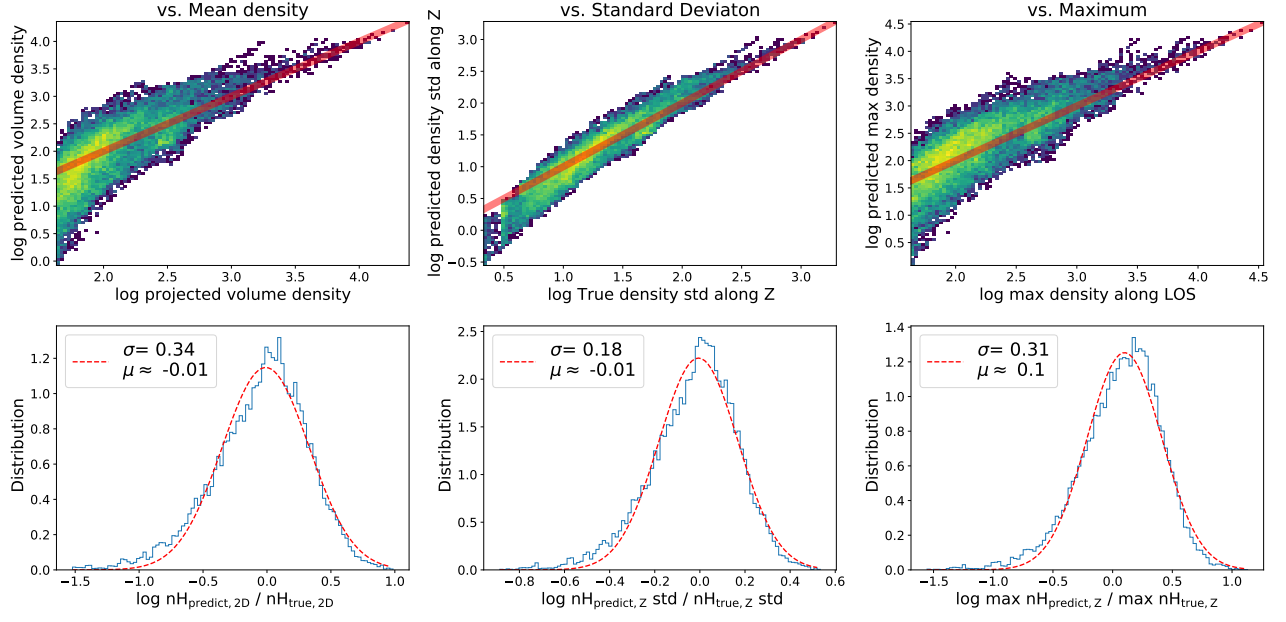 vs. Mean density
log predicted volume density
4.0
3.5
3.0
2.5
2.0
1.5
1.0
0.5
0.0
2.0 2.5 3.0 3.5 4.0
log projected volume density
vs. Standard Deviaton
log predicted density std along Z
3.0
2.5
2.0
1.5
1.0
0.5
0.0
−0.5
0.5 1.0 1.5 2.0 2.5 3.0
log True density std along Z
vs. Maximum
log predicted max density
4.5
4.0
3.5
3.0
2.5
2.0
1.5
1.0
0.5
2.0 2.5 3.0 3.5 4.0 4.5
log max density along LOS
σ= 0.34
μ≈ -0.01
Distribution
1.2
1.0
0.8
0.6
0.4
0.2
0.0
−1.5 −1.0 −0.5 0.0 0.5 1.0
log nH predict, 2D / nH true, 2D
σ= 0.18
μ≈ -0.01
Distribution
2.5
2.0
1.5
1.0
0.5
0.0
−0.8 −0.6 −0.4 −0.2 0.0 0.2 0.4 0.6
log nH predict, Z std / nH true, Z std
σ= 0.31
μ≈ 0.1
Distribution
1.4
1.2
1.0
0.8
0.6
0.4
0.2
0.0
−1.5 −1.0 −0.5 0.0 0.5 1.0
log max nH predict, Z / max nH true, Z